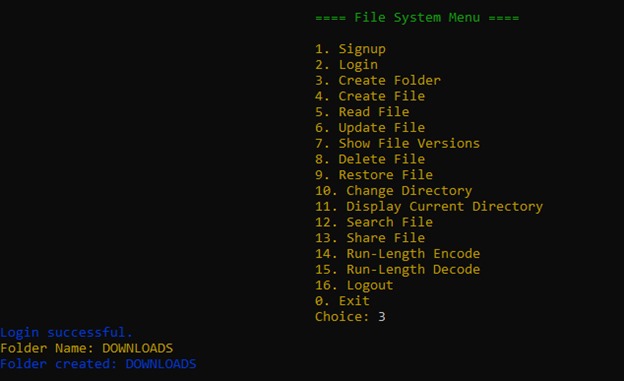 ==== File System Menu ====
1. Signup
2. Login
3. Create Folder
4. Create File
5. Read File
6. Update File
7. Show File Versions
8. Delete File
9. Restore File
10. Change Directory
11. Display Current Directory
12. Search File
13. Share File
14. Run-Length Encode
15. Run-Length Decode
16. Logout
0. Exit
Choice: 3
Login successful.
Folder Name: DOWNLOADS
Folder created: DOWNLOADS